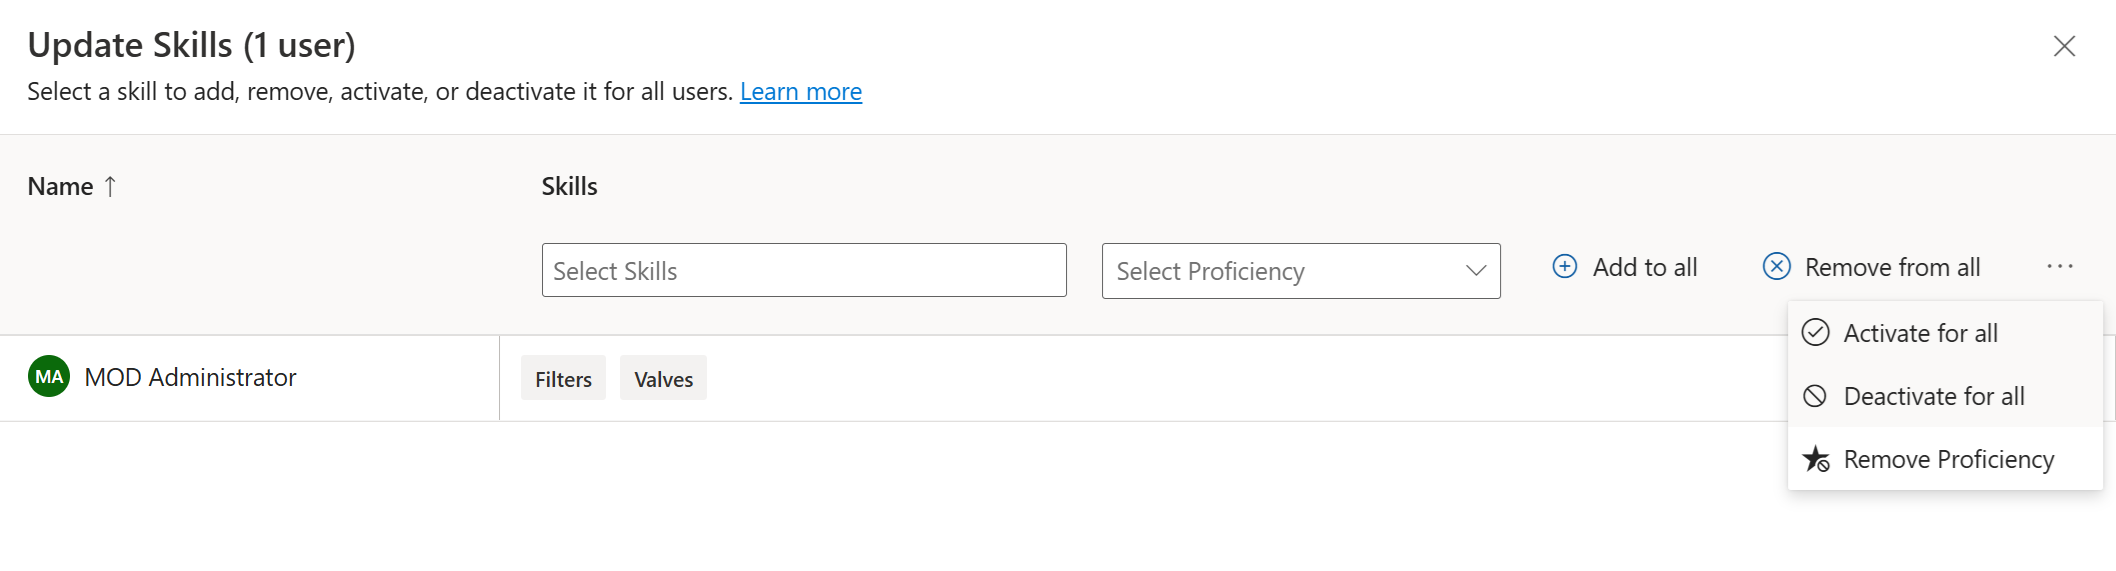 Update Skills (1 user)
Select a skill to add, remove, activate, or deactivate it for all users. Learn more
Name ↑
Skills
Select Skills
Select Proficiency
Add to all
Remove from all
...
Activate for all
Deactivate for all
Remove Proficiency
MA
MOD Administrator
Filters
Valves